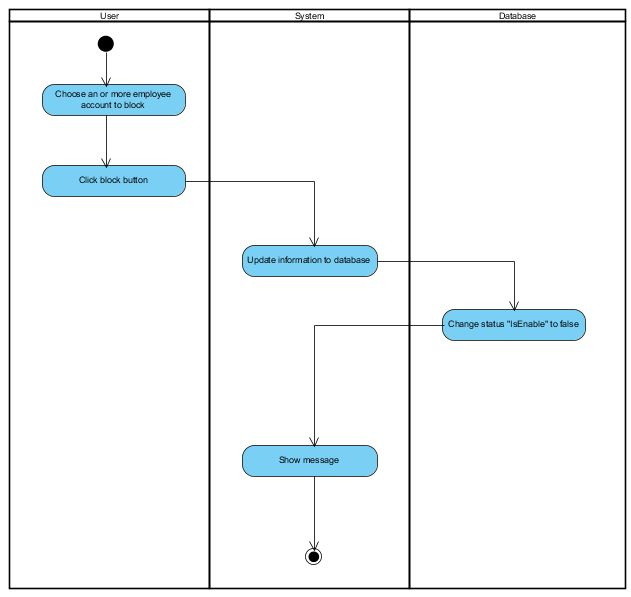 User
System
Database
Choose an or more employee
account to block
Click block button
Update information to database
Change status "IsEnable" to false
Show message